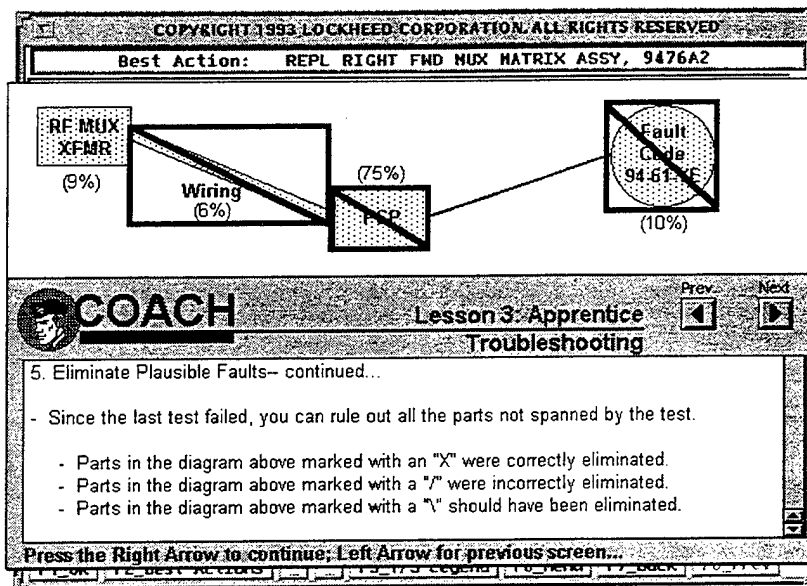 COPYRIGHT 1993 LOCKHEED CORPORATION. ALL RIGHTS RESERVED
Best Action: REPL RIGHT FWD MUX MATRIX ASSY, 9476A2
RF MUX
XFMR
(9%)
Wiring
(6%)
(75%)
Fault
Code
(10%)
COACH
Lesson 3: Apprentice
Troubleshooting
Prev.
Next
5. Eliminate Plausible Faults-- continued...
- Since the last test failed, you can rule out all the parts not spanned by the test.
- Parts in the diagram above marked with an "X" were correctly eliminated.
- Parts in the diagram above marked with a "/" were incorrectly eliminated.
- Parts in the diagram above marked with a "\" should have been eliminated.
Press the Right Arrow to continue; Left Arrow for previous screen...